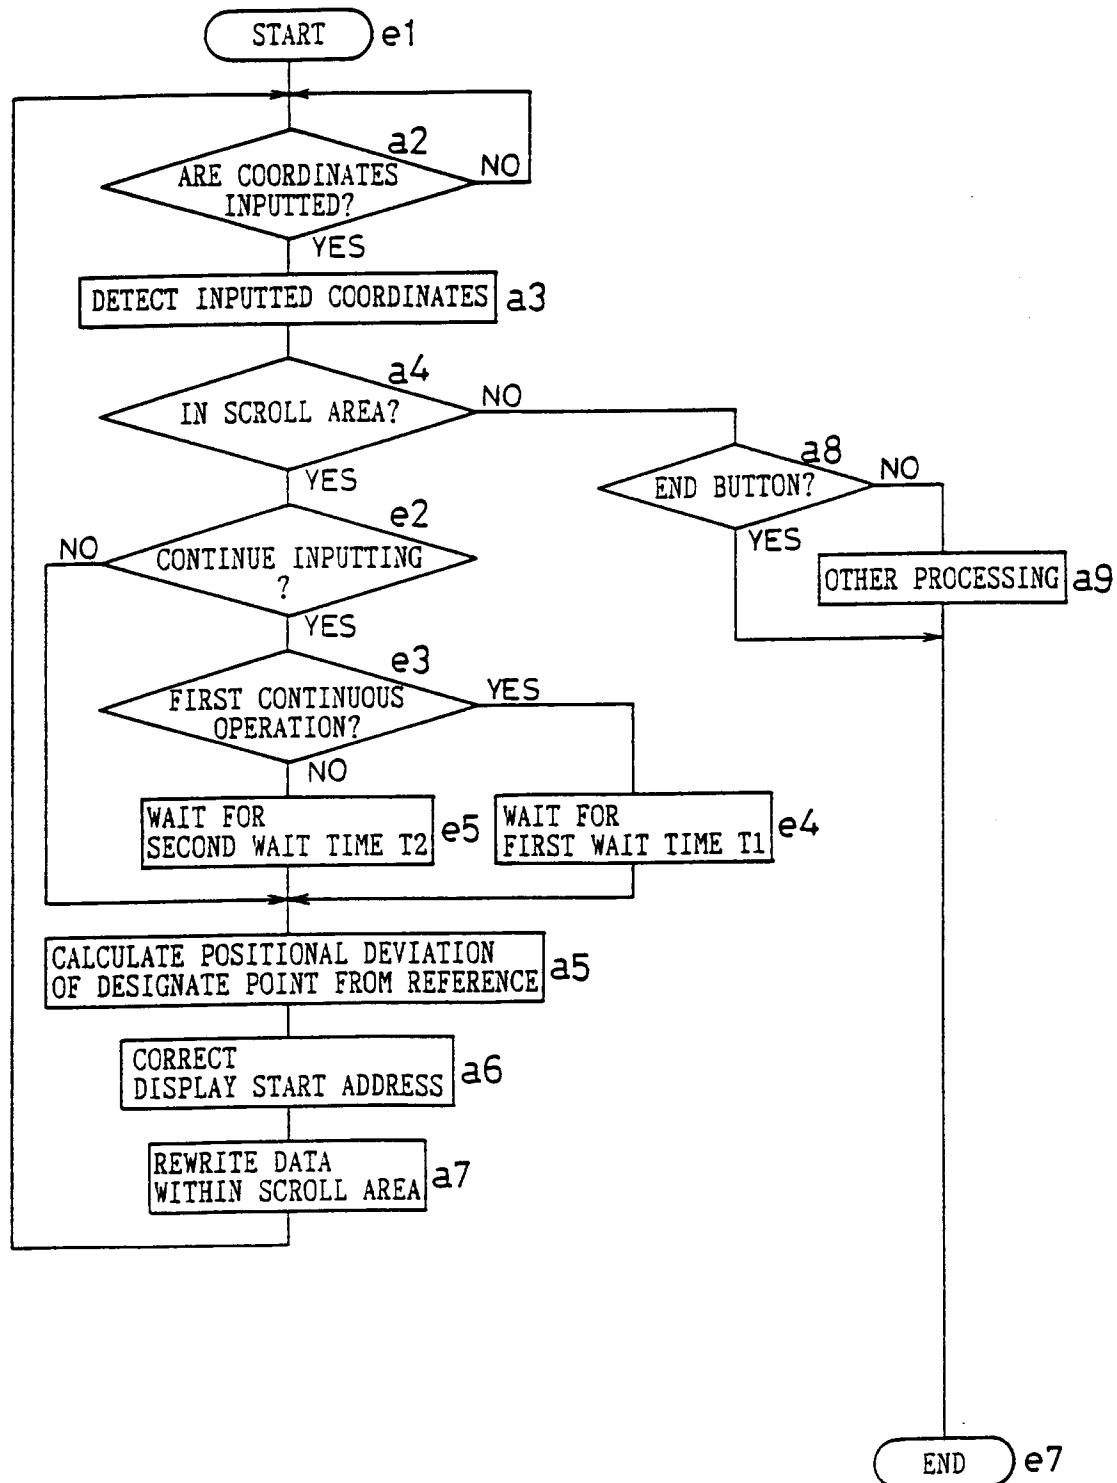 START e1
a2
NO
ARE COORDINATES
INPUTTED?
YES
DETECT INPUTTED COORDINATES a3
a4
NO
IN SCROLL AREA?
YES
a8
NO
END BUTTON?
YES
OTHER PROCESSING a9
e2
NO
CONTINUE INPUTTING
?
YES
e3
YES
FIRST CONTINUOUS
OPERATION?
NO
WAIT FOR
SECOND WAIT TIME T2
e5
WAIT FOR
FIRST WAIT TIME T1
e4
CALCULATE POSITIONAL DEVIATION
OF DESIGNATE POINT FROM REFERENCE
a5
CORRECT
DISPLAY START ADDRESS
a6
REWRITE DATA
WITHIN SCROLL AREA
a7
END e7